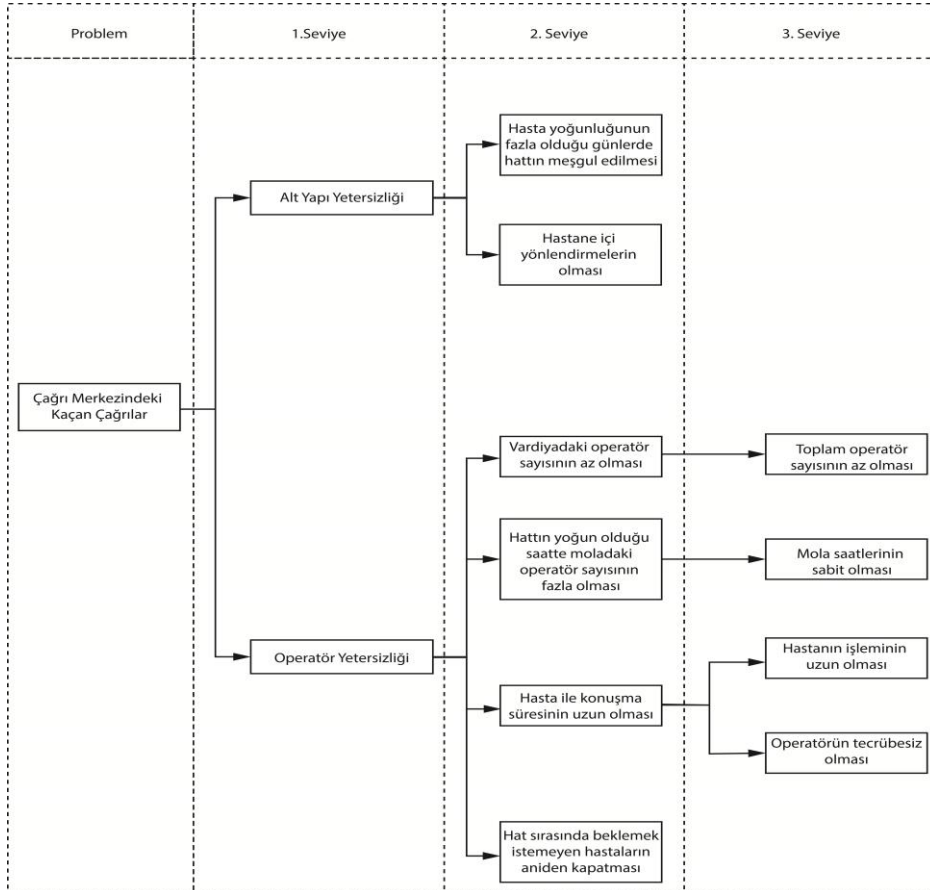 Problem
1.Seviye
2. Seviye
3. Seviye
Hasta yoğunluğunun
fazla olduğu günlerde
hattın meşgul edilmesi
Alt Yapı Yetersizliği
Hastane içi
yönlendirmelerin
olması
Çağrı Merkezindeki
Kaçan Çağrılar
Vardiyadaki operatör
sayısının az olması
Toplam operatör
sayısının az olması
Hattın yoğun olduğu
saatte moladaki
operatör sayısının
fazla olması
Mola saatlerinin
sabit olması
Operatör Yetersizliği
Hastanın işleminin
uzun olması
Hasta ile konuşma
süresinin uzun olması
Operatörün tecrübesiz
olması
Hat sırasında beklemek
istemeyen hastaların
aniden kapatması